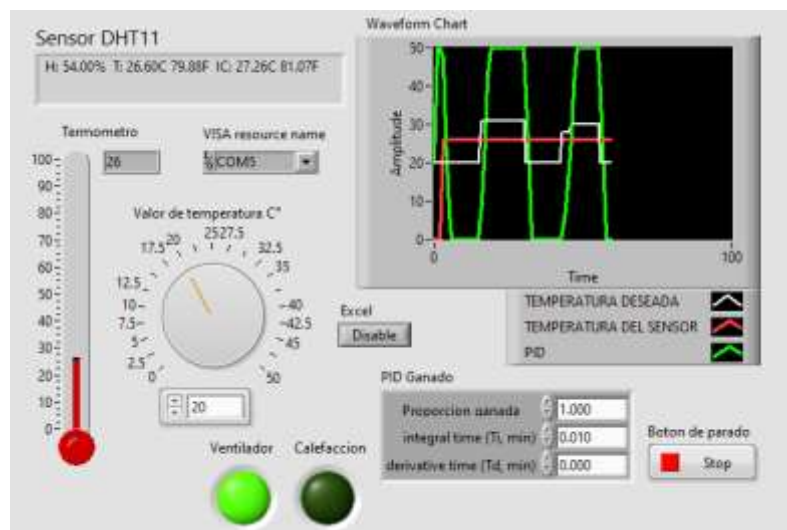 Waveform Chart
Sensor DHT11
H: 54.00% T: 26.60C 79.88F IC: 27.26C 81.07F
50
40
30
20
10
0
Amplitude
0
100
Time
Termometro
26
VISA resource name
COM5
100
90
80
70
60
50
40
30
20
10
0
Valor de temperatura C°
0
2.5
5
7.5
10
12.5
17.5
20
25
27.5
32.5
35
40
42.5
45
50
20
Excel
Disable
TEMPERATURA DESEADA
TEMPERATURA DEL SENSOR
PID
PID Ganado
Proporcion ganada 1.000
integral time (Ti, min) 0.010
derivative time (Td, min) 0.000
Boton de parado
Stop
Ventilador
Calefaccion